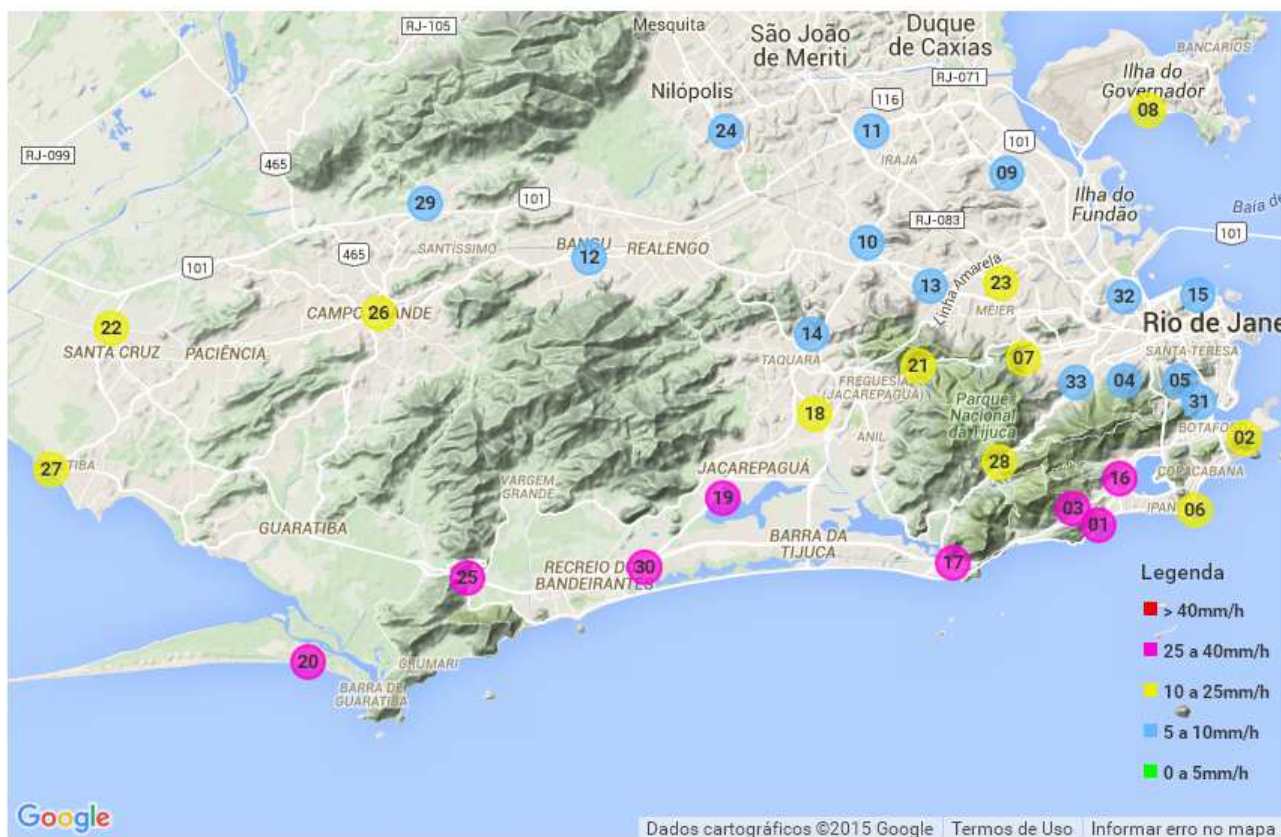 RJ-105
Mesquita
São João
de Meriti
Duque
de Caxias
BANCÁRIOS
RJ-071
Ilha do
Governador
Nilópolis
116
08
24
11
101
RJ-099
465
IRAJÁ
09
29
101
Ilha do
Fundão
RJ-083
Baía de
465
SANTÍSSIMO
BANGU
REALENGO
10
101
101
12
Linha Amarela
13
23
32
15
22
26
CAMPO GRANDE
MÉIER
Rio de Jane
SANTA CRUZ
PACIÊNCIA
14
TAQUARA
SANTA TERESA
21
07
FREGUESIA
(JACAREPAGUÁ)
33
04
05
31
Parque
Nacional
da Tijuca
18
ANIL
BOTAFOGO
02
27
TIBA
28
COPACABANA
JACAREPAGUÁ
16
VARGEM
GRANDE
19
03
06
IPAN
01
GUARATIBA
BARRA DA
TIJUCA
17
RECREIO DOS
BANDEIRANTES
30
25
Legenda
> 40mm/h
25 a 40mm/h
20
GRUMARI
BARRA DE
GUARATIBA
10 a 25mm/h
5 a 10mm/h
0 a 5mm/h
Google
Dados cartográficos ©2015 Google
Termos de Uso
Informar erro no mapa